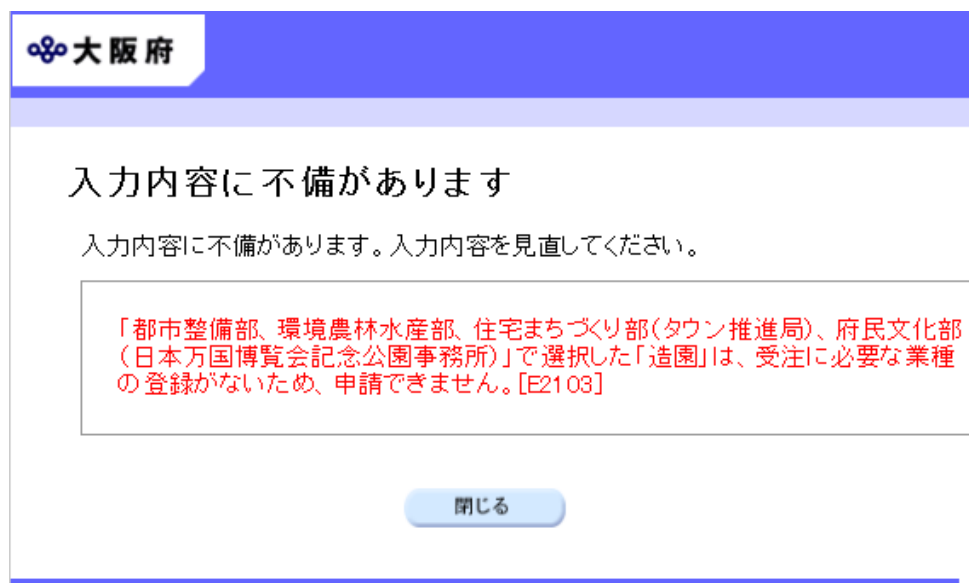 大阪府
入力内容に不備があります
入力内容に不備があります。入力内容を見直してください。
「都市整備部、環境農林水産部、住宅まちづくり部(タウン推進局)、府民文化部
(日本万国博覧会記念公園事務所)」で選択した「造園」は、受注に必要な業種
の登録がないため、申請できません。[E2103]
閉じる